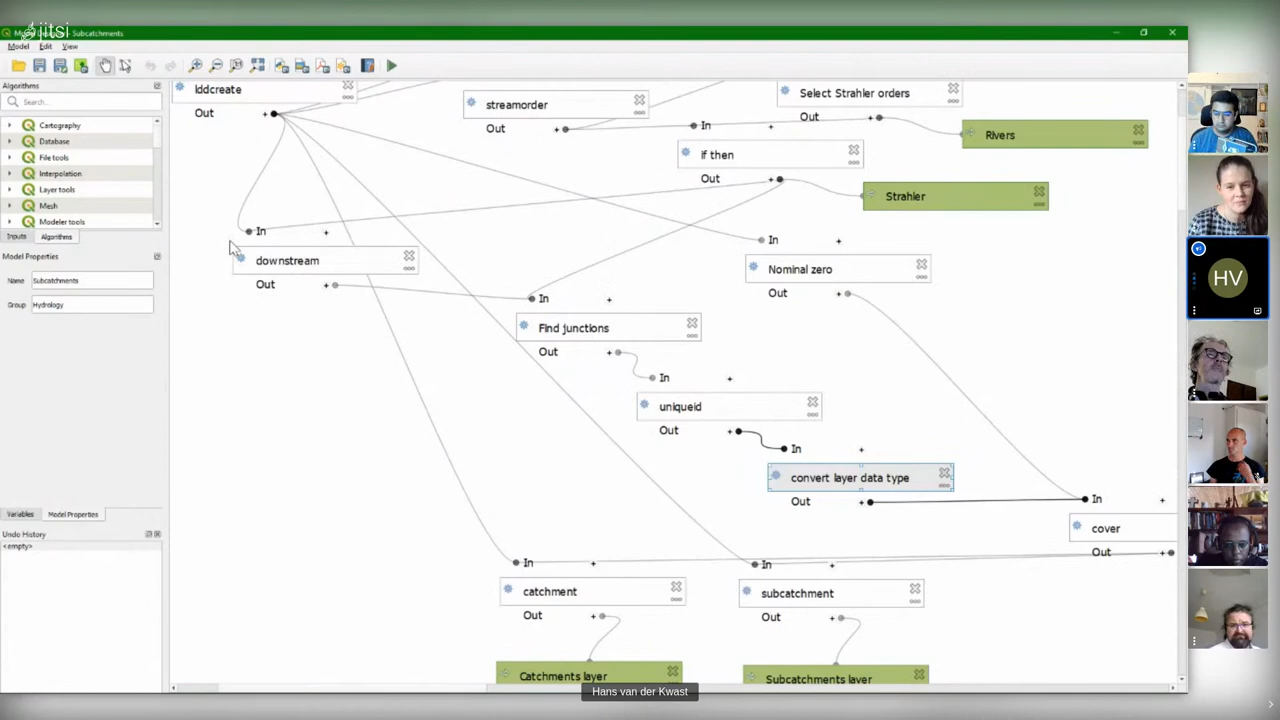 jitsi
Subcatchments
Model Edit View
Algorithms
Search...
Cartography
Database
File tools
Interpolation
Layer tools
Mesh
Modeler tools
Inputs Algorithms
Model Properties
Name Subcatchments
Group Hydrology
Variables Model Properties
Undo History
<empty>
lddcreate
Out
streamorder
Out
Select Strahler orders
Out
Rivers
In
if then
Out
Strahler
In
downstream
Out
In
Nominal zero
Out
In
Find junctions
Out
In
uniqueid
Out
In
convert layer data type
Out
In
cover
Out
In
catchment
Out
In
subcatchment
Out
Catchments layer
Subcatchments layer
Hans van der Kwast
HV